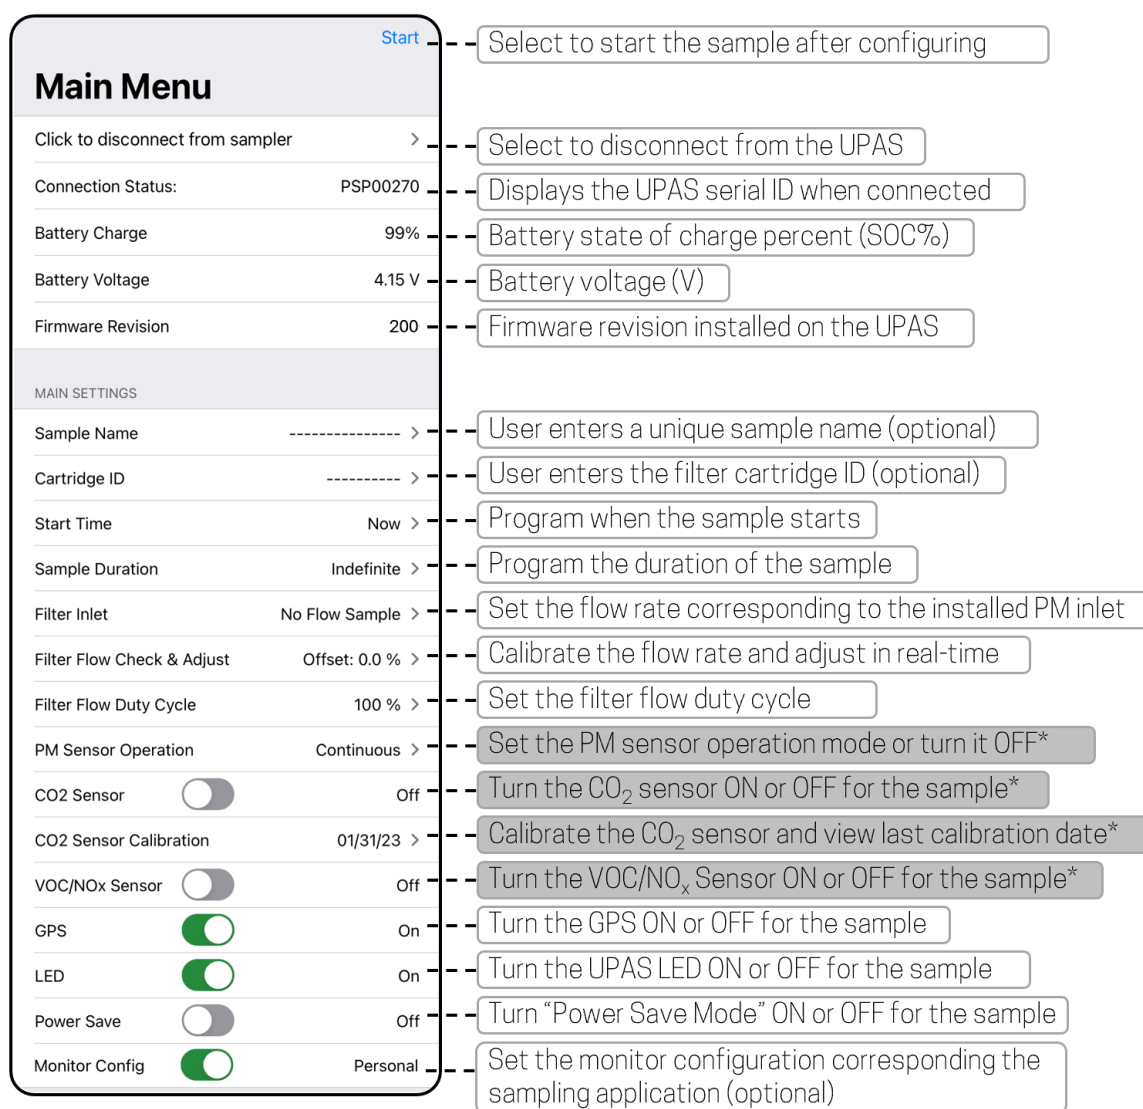 Start
Select to start the sample after configuring
Main Menu
Click to disconnect from sampler >
Select to disconnect from the UPAS
Connection Status: PSP00270
Displays the UPAS serial ID when connected
Battery Charge 99%
Battery state of charge percent (SOC%)
Battery Voltage 4.15 V
Battery voltage (V)
Firmware Revision 200
Firmware revision installed on the UPAS
MAIN SETTINGS
Sample Name --------------- >
User enters a unique sample name (optional)
Cartridge ID ---------- >
User enters the filter cartridge ID (optional)
Start Time Now >
Program when the sample starts
Sample Duration Indefinite >
Program the duration of the sample
Filter Inlet No Flow Sample >
Set the flow rate corresponding to the installed PM inlet
Filter Flow Check & Adjust Offset: 0.0 % >
Calibrate the flow rate and adjust in real-time
Filter Flow Duty Cycle 100 % >
Set the filter flow duty cycle
PM Sensor Operation Continuous >
Set the PM sensor operation mode or turn it OFF*
CO2 Sensor Off
Turn the CO₂ sensor ON or OFF for the sample*
CO2 Sensor Calibration 01/31/23 >
Calibrate the CO₂ sensor and view last calibration date*
VOC/NOx Sensor Off
Turn the VOC/NOₓ Sensor ON or OFF for the sample*
GPS On
Turn the GPS ON or OFF for the sample
LED On
Turn the UPAS LED ON or OFF for the sample
Power Save Off
Turn “Power Save Mode” ON or OFF for the sample
Monitor Config Personal
Set the monitor configuration corresponding the
sampling application (optional)